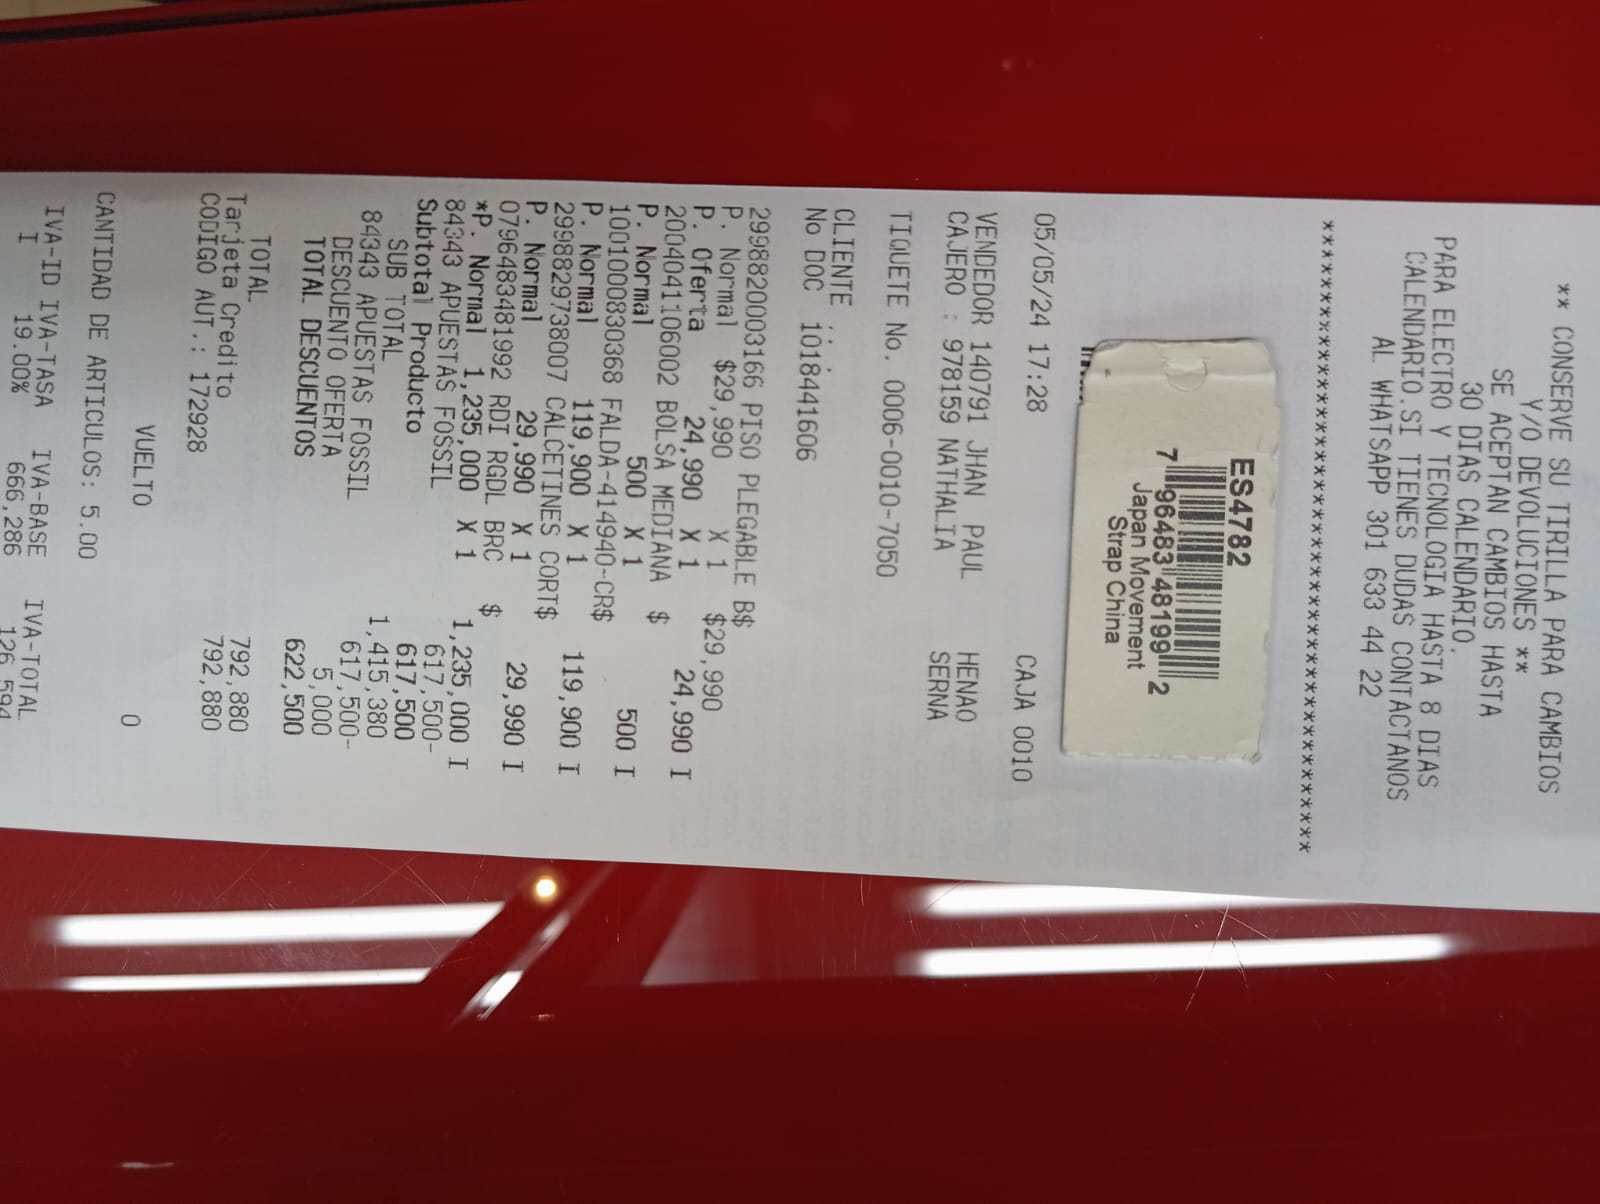 ** CONSERVE SU TIRILLA PARA CAMBIOS
Y/O DEVOLUCIONES **
SE ACEPTAN CAMBIOS HASTA
30 DIAS CALENDARIO.
PARA ELECTRO Y TECNOLOGIA HASTA 8 DIAS
CALENDARIO.SI TIENES DUDAS CONTACTANOS
AL WHATSAPP 301 633 44 22
****************************************
ES4782
7 96483 48199 2
Japan Movement
Strap China
05/05/24 17:28 CAJA 0010
VENDEDOR 140791 JHAN PAUL HENAO
CAJERO : 978159 NATHALIA SERNA
TIQUETE No. 0006-0010-7050
CLIENTE :
No DOC : 1018441606
2998820003166 PISO PLEGABLE B$
P. Normal $29,990 X 1 $29,990
P. Oferta 24,990 X 1 24,990 I
2004041106002 BOLSA MEDIANA $
P. Normal 500 X 1 500 I
1001000830368 FALDA-414940-CR$
P. Normal 119,900 X 1 119,900 I
2998829738007 CALCETINES CORT$
P. Normal 29,990 X 1 29,990 I
0796483481992 RDI RGDL BRC $
*P. Normal 1,235,000 X 1 1,235,000 I
84343 APUESTAS FOSSIL 617,500-
Subtotal Producto 617,500
SUB TOTAL 1,415,380
84343 APUESTAS FOSSIL 617,500-
DESCUENTO OFERTA 5,000
TOTAL DESCUENTOS 622,500
TOTAL 792,880
Tarjeta Credito 792,880
CODIGO AUT.: 172928
VUELTO 0
CANTIDAD DE ARTICULOS: 5.00
IVA-ID IVA-TASA IVA-BASE IVA-TOTAL
I 19.00% 666,286 126,594